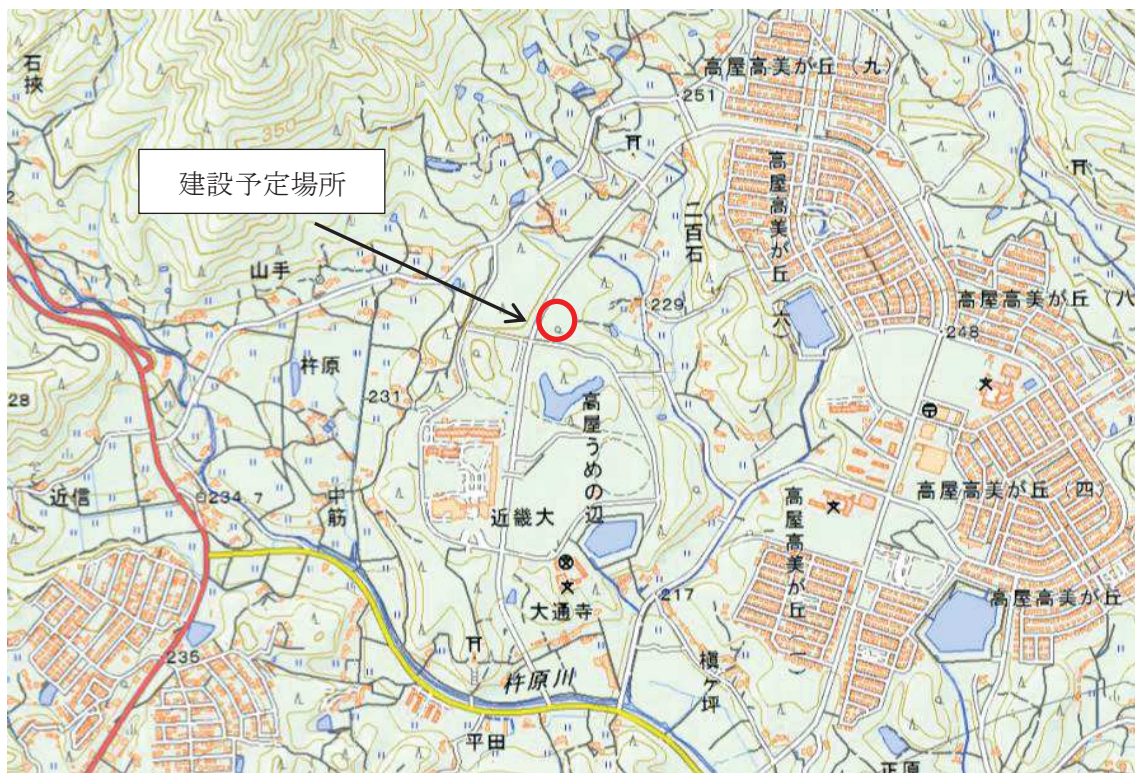 石挾
高屋高美が丘（九）
251
350
建設予定場所
高屋高美が丘（六）
二百石
山手
229
高屋高美が丘（八
248
杵原
231
28
高屋うめの辺
近信
234.7
中筋
近畿大
高屋高美が丘（四）
高屋高美が丘（一）
大通寺
217
高屋高美が丘
235
杵原川
槇ヶ坪
平田
正原